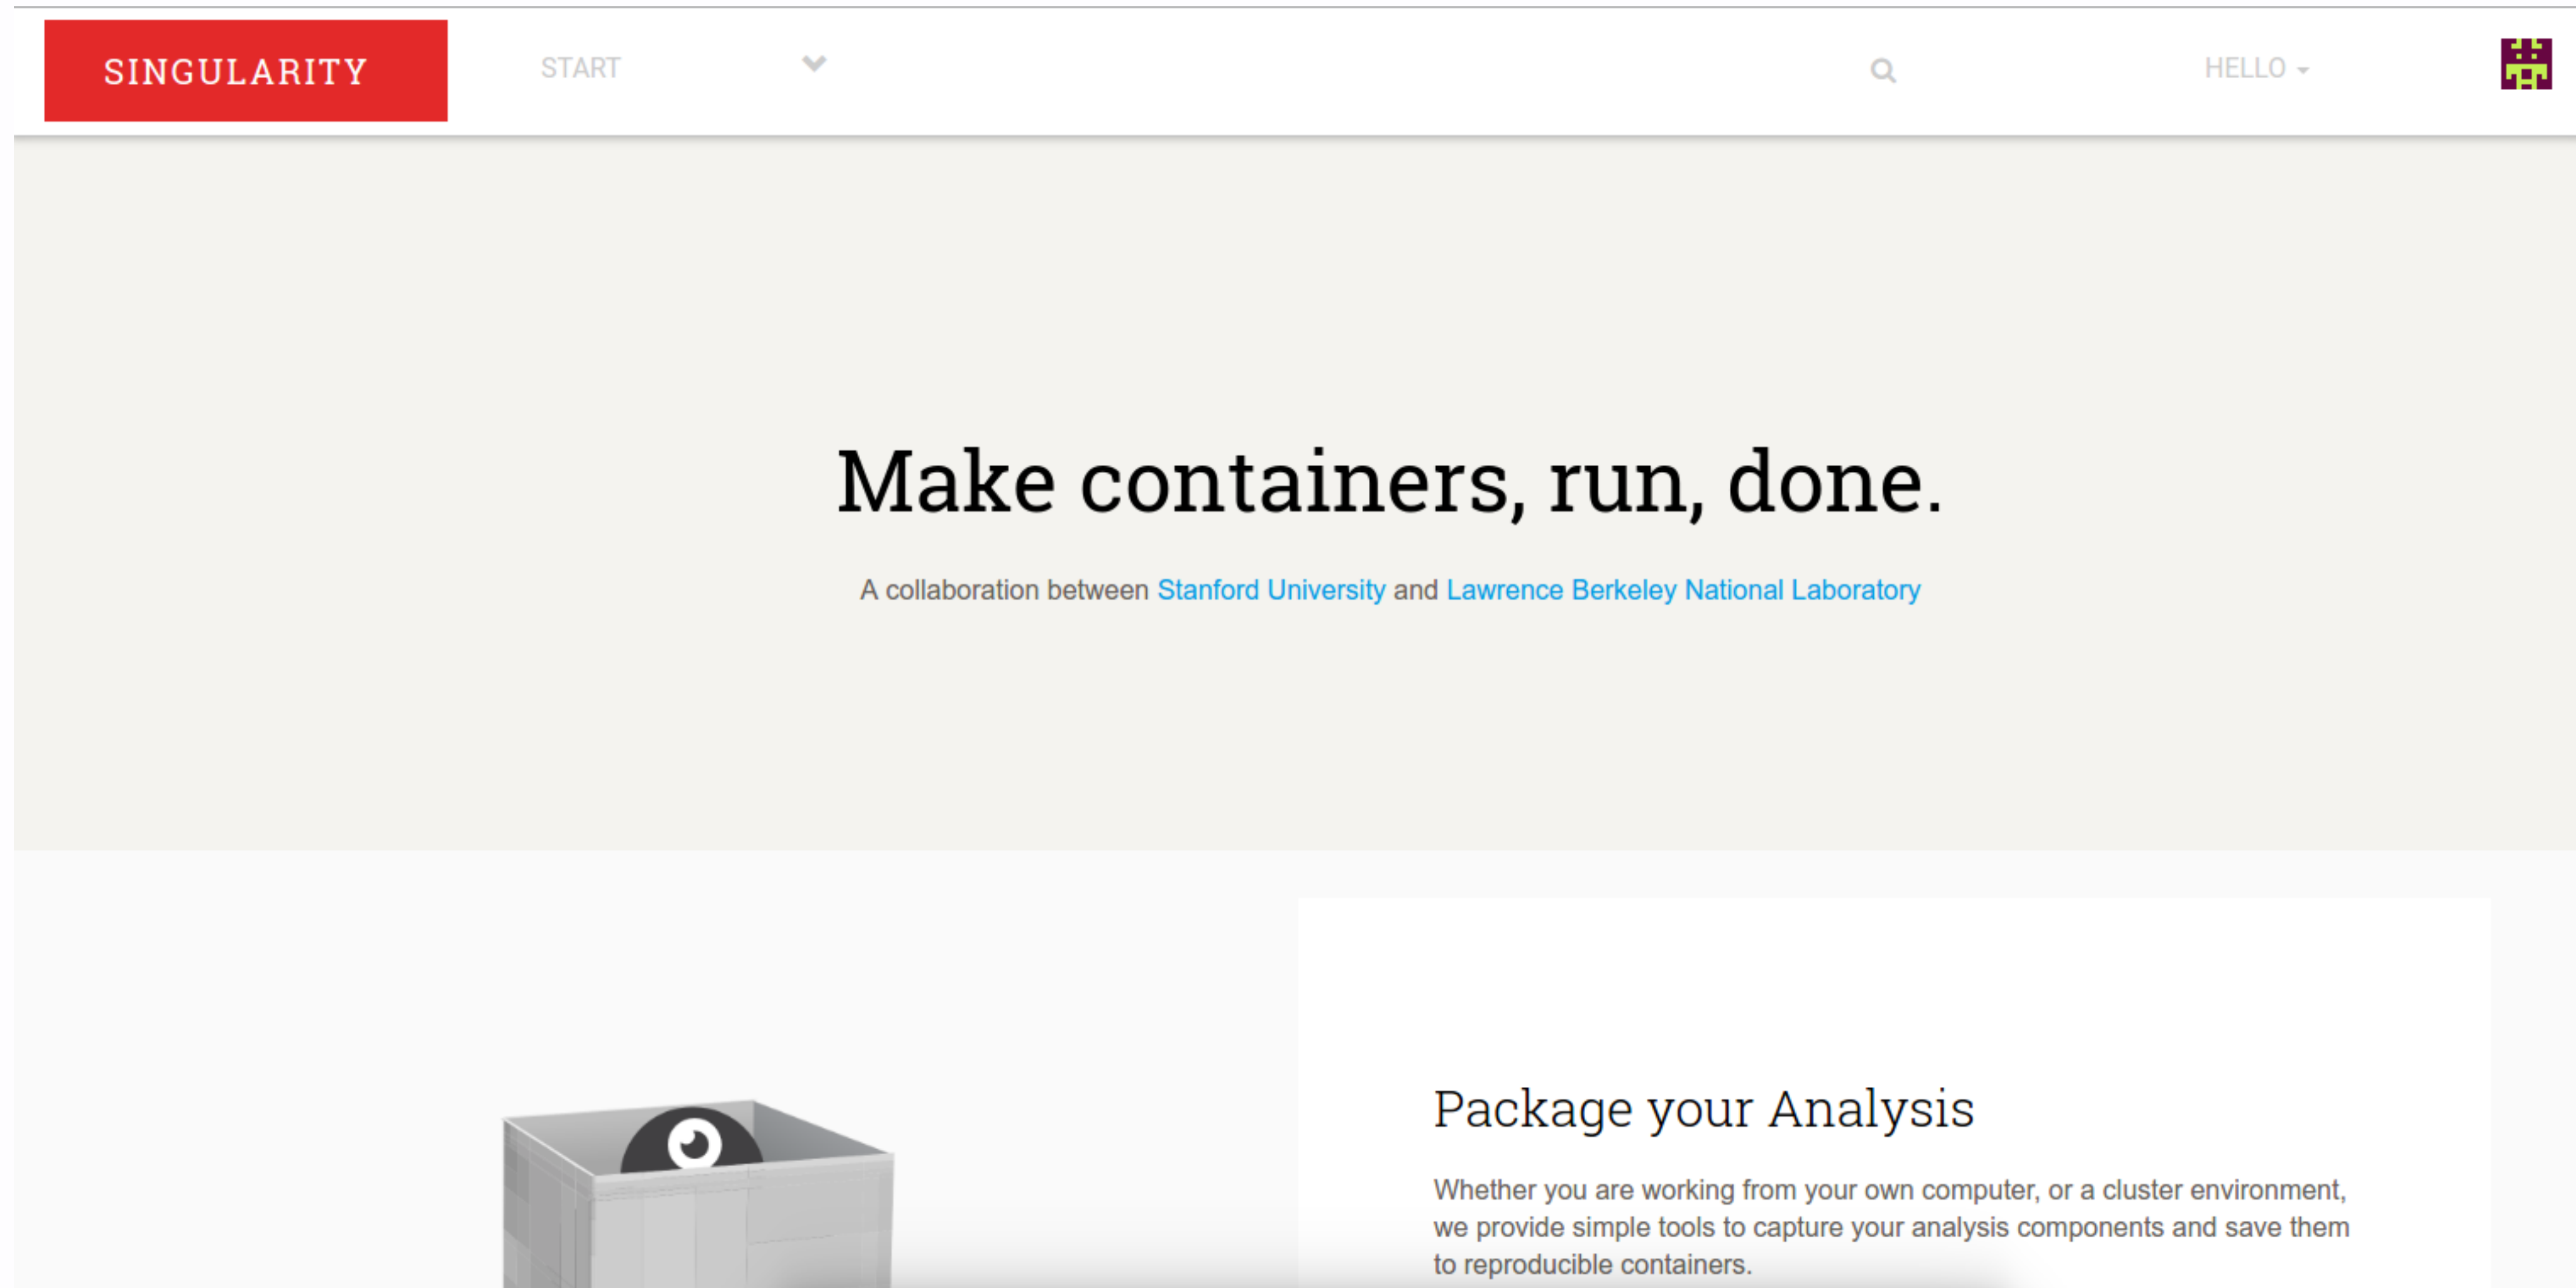 SINGULARITY
START
HELLO
Make containers, run, done.
A collaboration between Stanford University and Lawrence Berkeley National Laboratory
Package your Analysis
Whether you are working from your own computer, or a cluster environment,
we provide simple tools to capture your analysis components and save them
to reproducible containers.